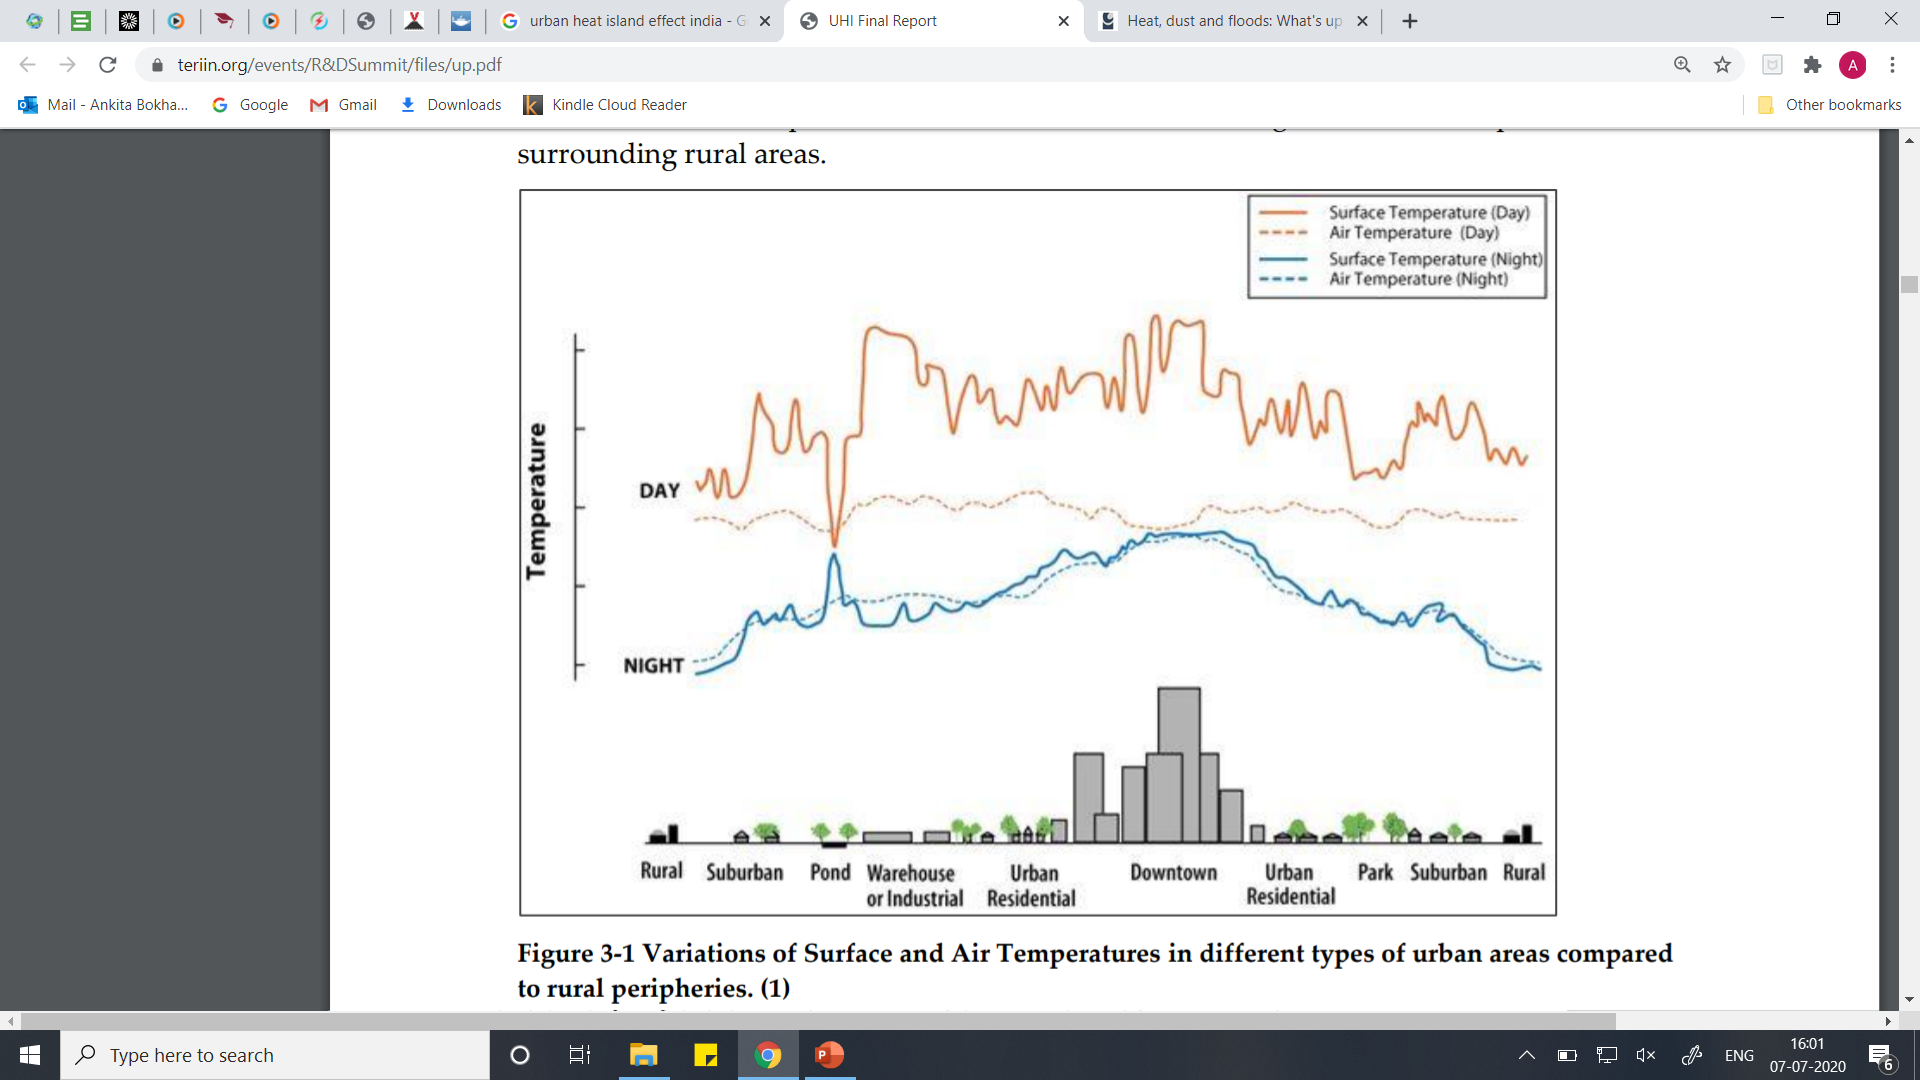 urban heat island effect india - G
UHI Final Report
Heat, dust and floods: What's up
teriin.org/events/R&DSummit/files/up.pdf
A
Mail - Ankita Bokha...
Google
Gmail
Downloads
Kindle Cloud Reader
Other bookmarks
surrounding rural areas.
Surface Temperature (Day)
Air Temperature (Day)
Surface Temperature (Night)
Air Temperature (Night)
Temperature
DAY
NIGHT
Rural Suburban Pond Warehouse or Industrial Urban Residential Downtown Urban Residential Park Suburban Rural
Figure 3-1 Variations of Surface and Air Temperatures in different types of urban areas compared
to rural peripheries. (1)
Type here to search
ENG
16:01
07-07-2020
6